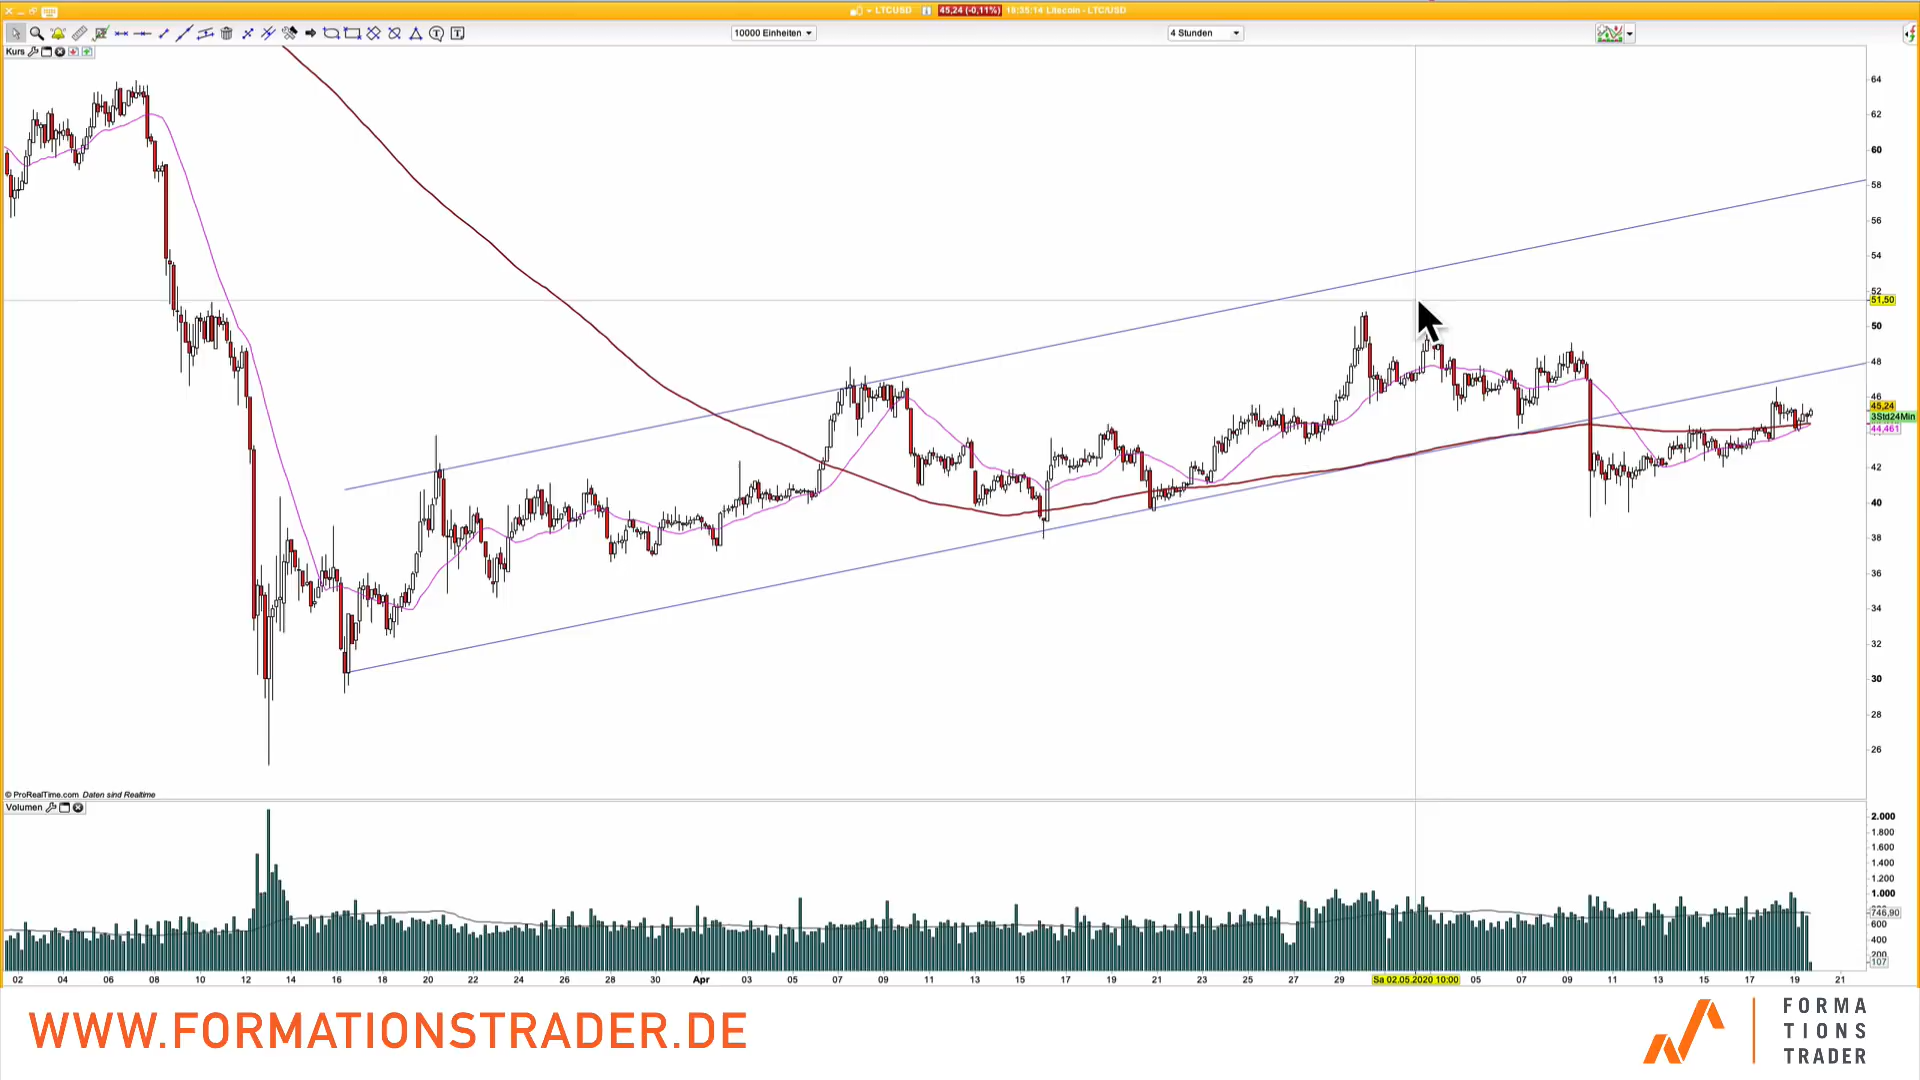 LTCUSD 45,24 (-0,11%) 18:35:14 Litecoin - LTC/USD
10000 Einheiten
4 Stunden
Kurs
64
62
60
58
56
54
52
51,50
50
48
46
45,24
3Std24Min
44,461
42
40
38
36
34
32
30
28
26
© ProRealTime.com Daten sind Realtime
Volumen
2.000
1.800
1.600
1.400
1.200
1.000
746,90
600
400
200
107
02 04 06 08 10 12 14 16 18 20 22 24 26 28 30 Apr 03 05 07 09 11 13 15 17 19 21 23 25 27 29 Sa 02.05.2020 10:00 05 07 09 11 13 15 17 19 21
WWW.FORMATIONSTRADER.DE
FORMA
TIONS
TRADER